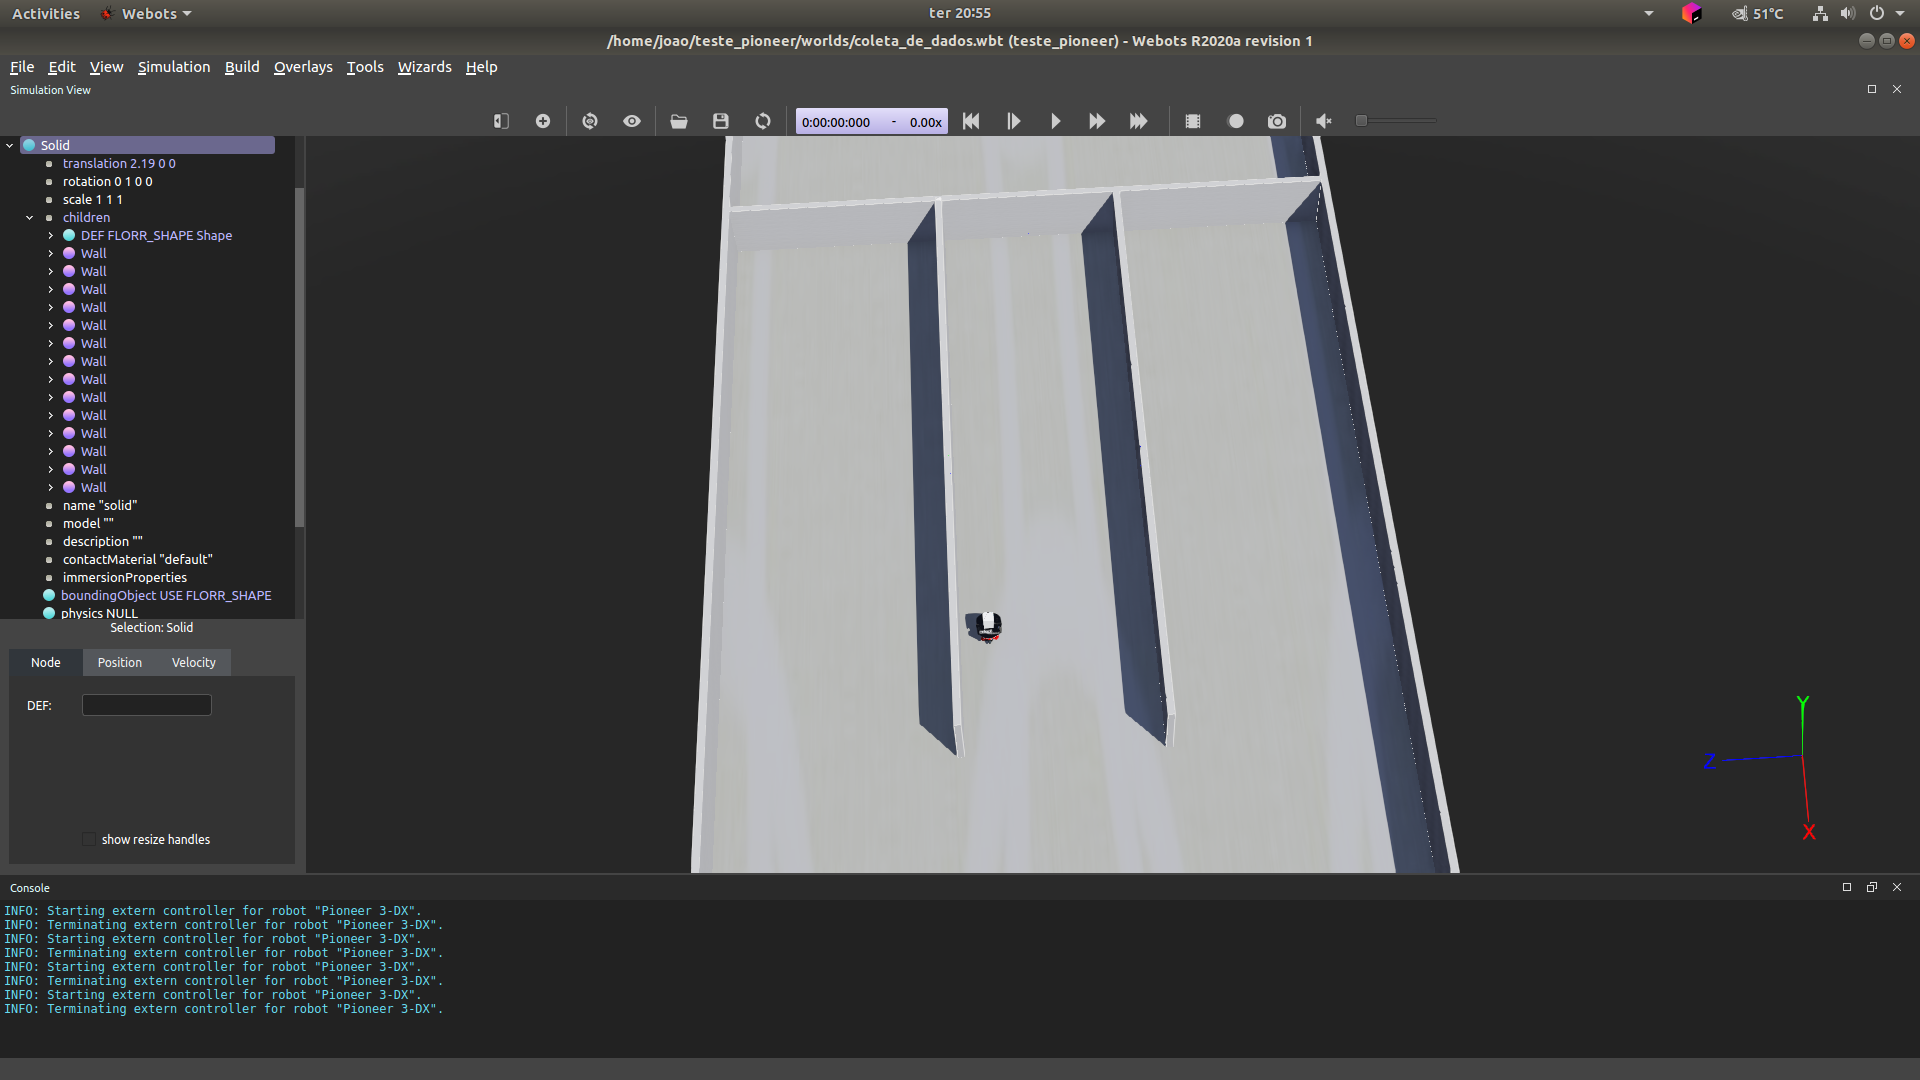 Activities Webots ter 20:55 51°C
/home/joao/teste_pioneer/worlds/coleta_de_dados.wbt (teste_pioneer) - Webots R2020a revision 1
File Edit View Simulation Build Overlays Tools Wizards Help
Simulation View
0:00:00:000 - 0.00x
Solid
translation 2.19 0 0
rotation 0 1 0 0
scale 1 1 1
children
DEF FLORR_SHAPE Shape
Wall
Wall
Wall
Wall
Wall
Wall
Wall
Wall
Wall
Wall
Wall
Wall
Wall
Wall
name "solid"
model ""
description ""
contactMaterial "default"
immersionProperties
boundingObject USE FLORR_SHAPE
physics NULL
Selection: Solid
Node Position Velocity
DEF:
show resize handles
Y
Z
X
Console
INFO: Starting extern controller for robot "Pioneer 3-DX".
INFO: Terminating extern controller for robot "Pioneer 3-DX".
INFO: Starting extern controller for robot "Pioneer 3-DX".
INFO: Terminating extern controller for robot "Pioneer 3-DX".
INFO: Starting extern controller for robot "Pioneer 3-DX".
INFO: Terminating extern controller for robot "Pioneer 3-DX".
INFO: Starting extern controller for robot "Pioneer 3-DX".
INFO: Terminating extern controller for robot "Pioneer 3-DX".